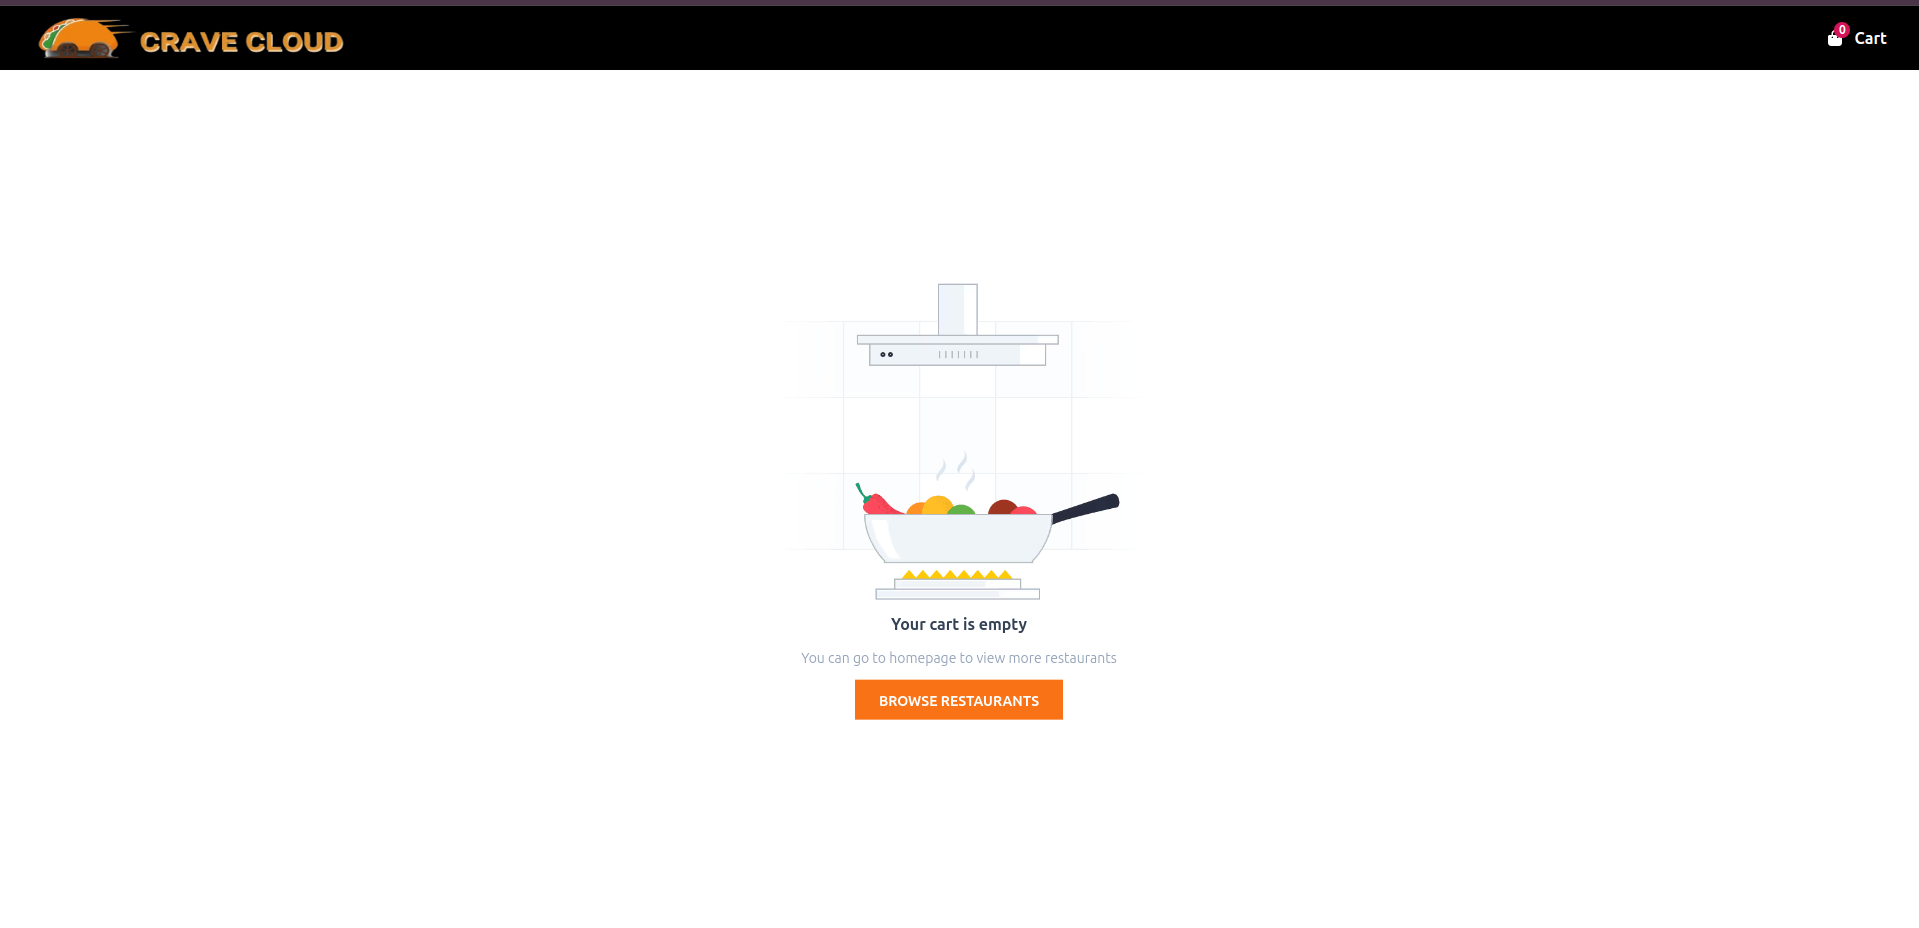 CRAVE CLOUD
0
Cart
Your cart is empty
You can go to homepage to view more restaurants
BROWSE RESTAURANTS